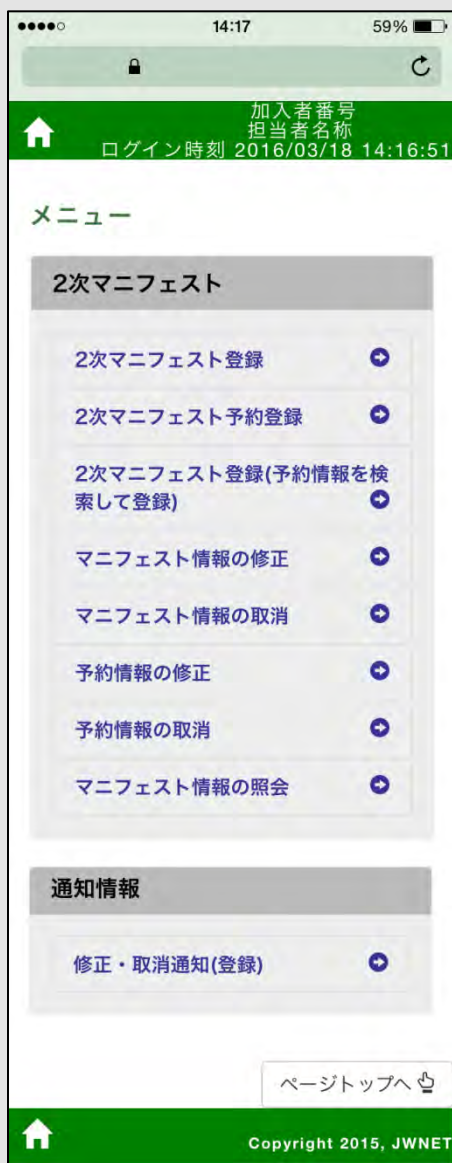 14:17 59%
加入者番号
担当者名称
ログイン時刻 2016/03/18 14:16:51
メニュー
2次マニフェスト
2次マニフェスト登録
2次マニフェスト予約登録
2次マニフェスト登録(予約情報を検
索して登録)
マニフェスト情報の修正
マニフェスト情報の取消
予約情報の修正
予約情報の取消
マニフェスト情報の照会
通知情報
修正・取消通知(登録)
ページトップへ
Copyright 2015, JWNET